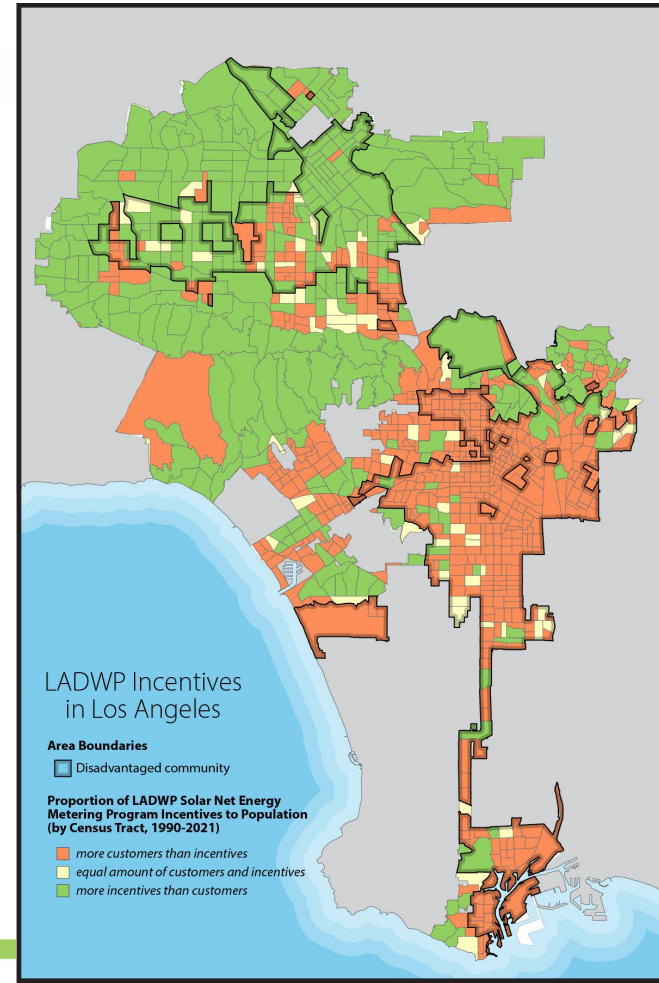 LADWP Incentives
in Los Angeles
Area Boundaries
Disadvantaged community
Proportion of LADWP Solar Net Energy
Metering Program Incentives to Population
(by Census Tract, 1990-2021)
more customers than incentives
equal amount of customers and incentives
more incentives than customers